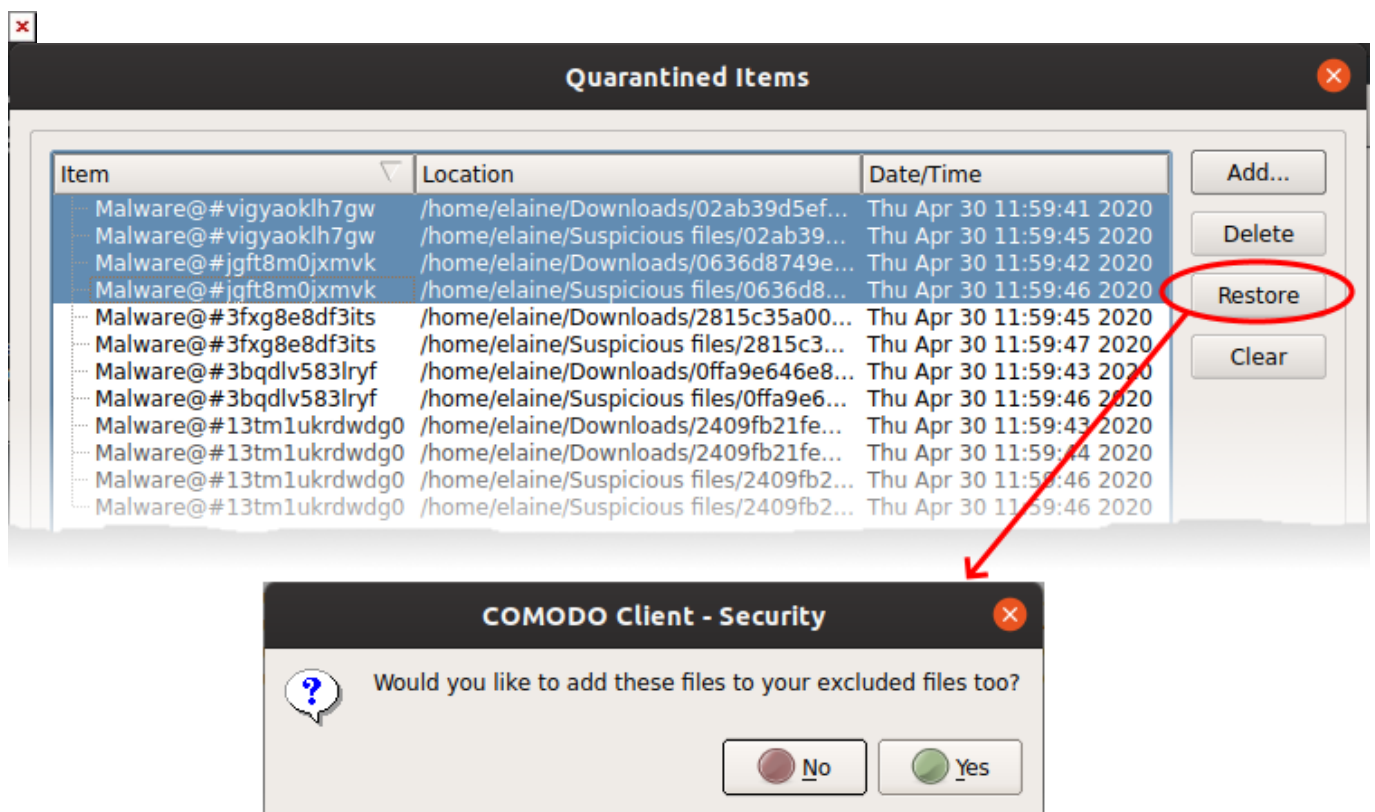 Quarantined Items
Item Location Date/Time Add...
Malware@#vigyaoklh7gw /home/elaine/Downloads/02ab39d5ef... Thu Apr 30 11:59:41 2020
Malware@#vigyaoklh7gw /home/elaine/Suspicious files/02ab39... Thu Apr 30 11:59:45 2020 Delete
Malware@#jgft8m0jxmvk /home/elaine/Downloads/0636d8749e... Thu Apr 30 11:59:42 2020
Malware@#jgft8m0jxmvk /home/elaine/Suspicious files/0636d8... Thu Apr 30 11:59:46 2020 Restore
Malware@#3fxg8e8df3its /home/elaine/Downloads/2815c35a00... Thu Apr 30 11:59:45 2020
Malware@#3fxg8e8df3its /home/elaine/Suspicious files/2815c3... Thu Apr 30 11:59:47 2020 Clear
Malware@#3bqdlv583lryf /home/elaine/Downloads/0ffa9e646e8... Thu Apr 30 11:59:43 2020
Malware@#3bqdlv583lryf /home/elaine/Suspicious files/0ffa9e6... Thu Apr 30 11:59:46 2020
Malware@#13tm1ukrdwdg0 /home/elaine/Downloads/2409fb21fe... Thu Apr 30 11:59:43 2020
Malware@#13tm1ukrdwdg0 /home/elaine/Downloads/2409fb21fe... Thu Apr 30 11:59:44 2020
Malware@#13tm1ukrdwdg0 /home/elaine/Suspicious files/2409fb2... Thu Apr 30 11:59:46 2020
Malware@#13tm1ukrdwdg0 /home/elaine/Suspicious files/2409fb2... Thu Apr 30 11:59:46 2020
COMODO Client - Security
Would you like to add these files to your excluded files too?
No Yes